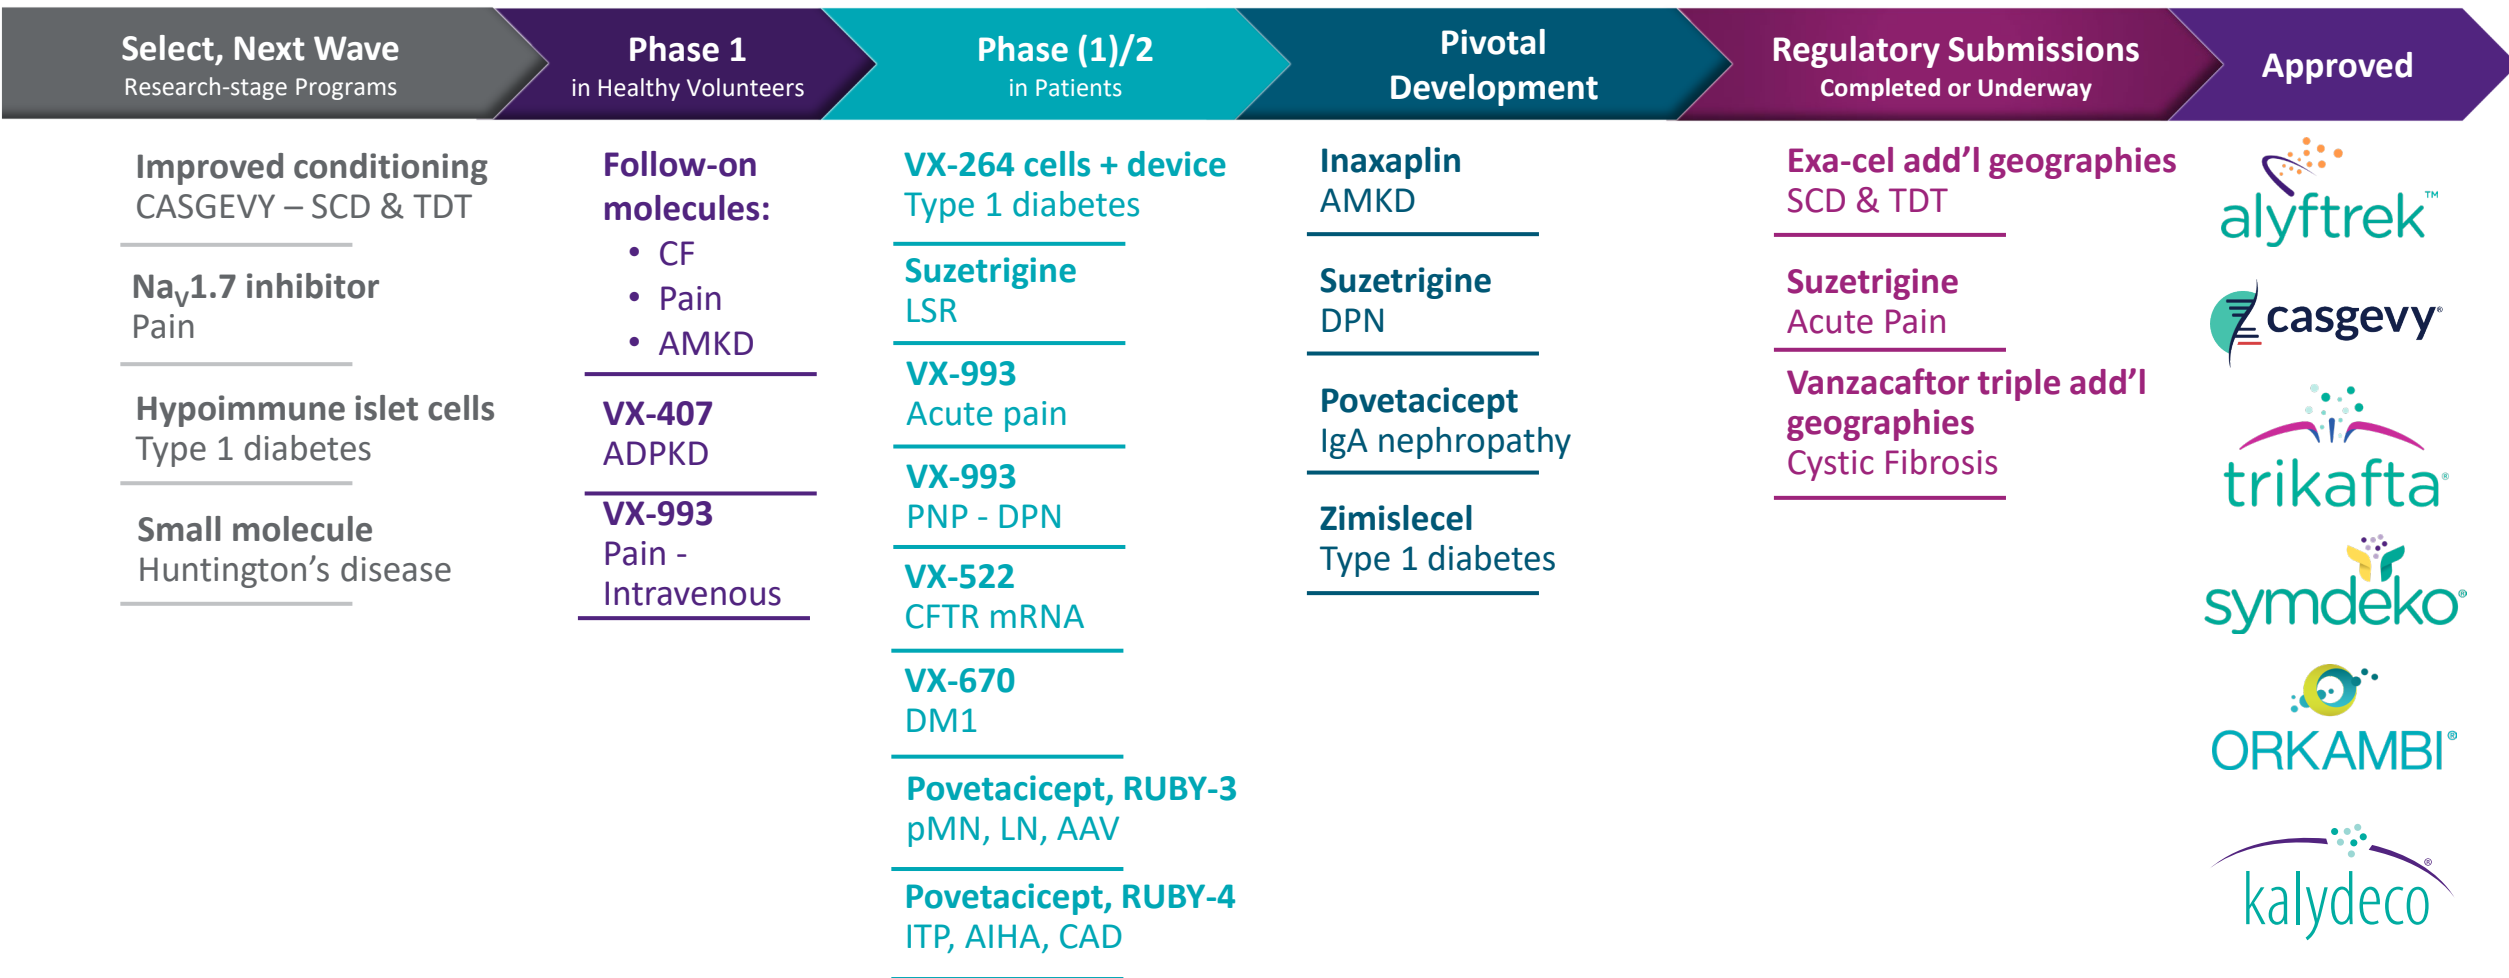 Select, Next Wave
Research-stage Programs
Phase 1
in Healthy Volunteers
Phase (1)/2
in Patients
Pivotal
Development
Regulatory Submissions
Completed or Underway
Approved
Improved conditioning
CASGEVY – SCD & TDT
NaV1.7 inhibitor
Pain
Hypoimmune islet cells
Type 1 diabetes
Small molecule
Huntington’s disease
Follow-on
molecules:
• CF
• Pain
• AMKD
VX-407
ADPKD
VX-993
Pain -
Intravenous
VX-264 cells + device
Type 1 diabetes
Suzetrigine
LSR
VX-993
Acute pain
VX-993
PNP - DPN
VX-522
CFTR mRNA
VX-670
DM1
Povetacicept, RUBY-3
pMN, LN, AAV
Povetacicept, RUBY-4
ITP, AIHA, CAD
Inaxaplin
AMKD
Suzetrigine
DPN
Povetacicept
IgA nephropathy
Zimislecel
Type 1 diabetes
Exa-cel add’l geographies
SCD & TDT
Suzetrigine
Acute Pain
Vanzacaftor triple add’l
geographies
Cystic Fibrosis
alyftrek™
casgevy®
trikafta®
symdeko®
ORKAMBI®
kalydeco®